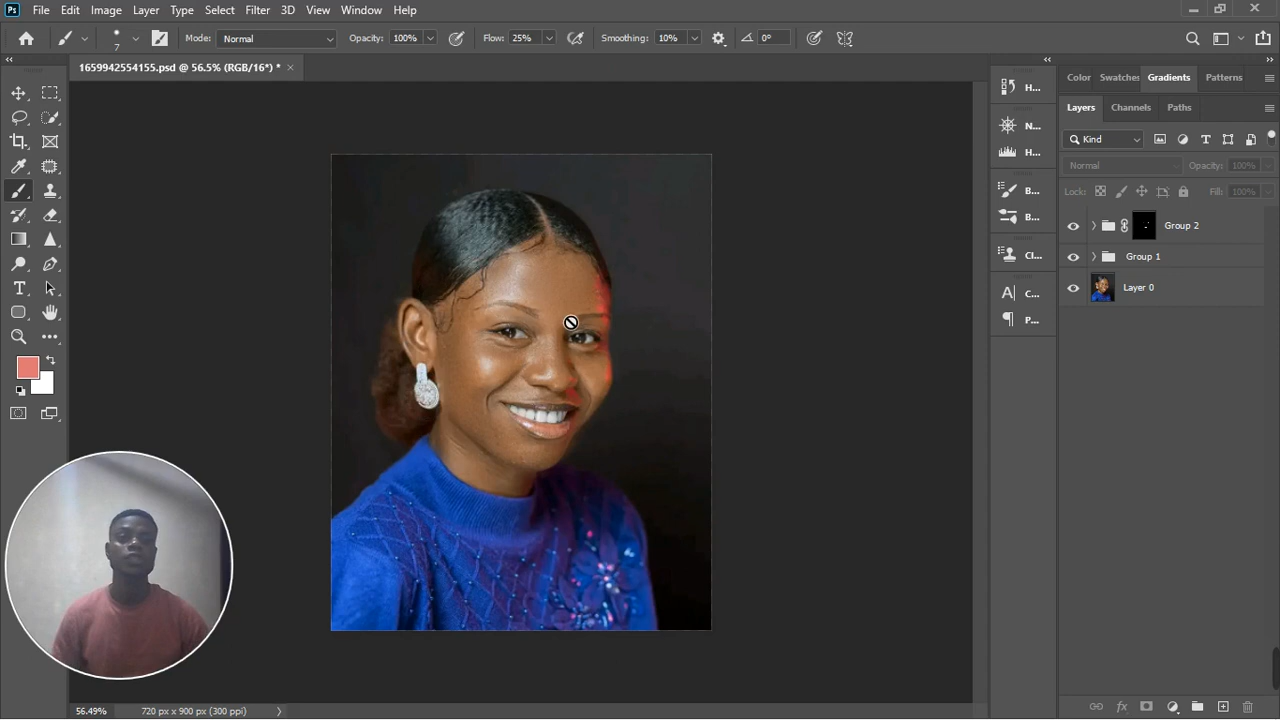 Ps File Edit Image Layer Type Select Filter 3D View Window Help
7 Mode: Normal Opacity: 100% Flow: 25% Smoothing: 10% 0°
1659942554155.psd @ 56.5% (RGB/16*) *
Color Swatches Gradients Patterns
H...
Layers Channels Paths
N...
Kind
H...
Normal Opacity: 100%
B...
Lock: Fill: 100%
B...
Group 2
Cl...
Group 1
C...
Layer 0
P...
56.49% 720 px x 900 px (300 ppi)